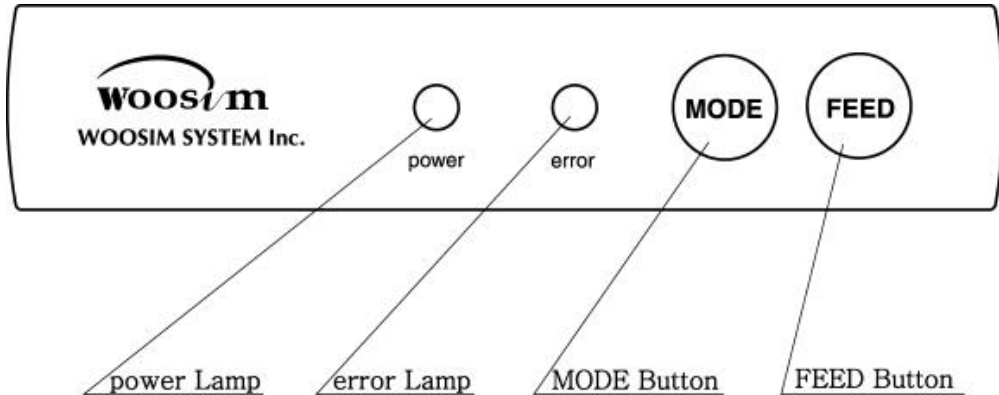 Woosim
WOOSIM SYSTEM Inc.
power
error
MODE
FEED
power Lamp
error Lamp
MODE Button
FEED Button